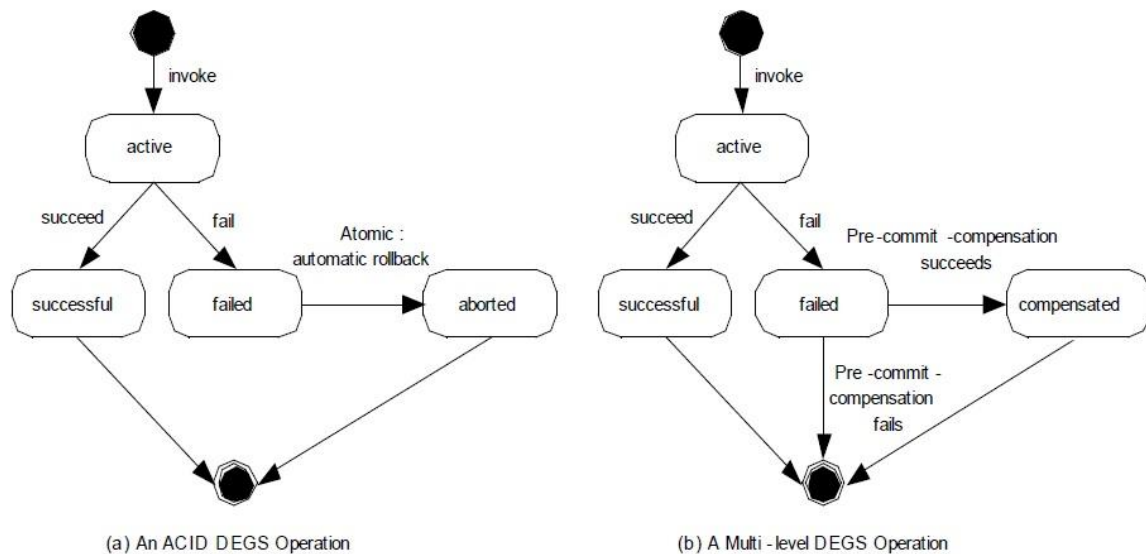 invoke
active
succeed
fail
Atomic :
automatic rollback
successful
failed
aborted
(a) An ACID DEGS Operation
invoke
active
succeed
fail
Pre -commit -compensation
succeeds
successful
failed
compensated
Pre -commit -
compensation
fails
(b) A Multi -level DEGS Operation